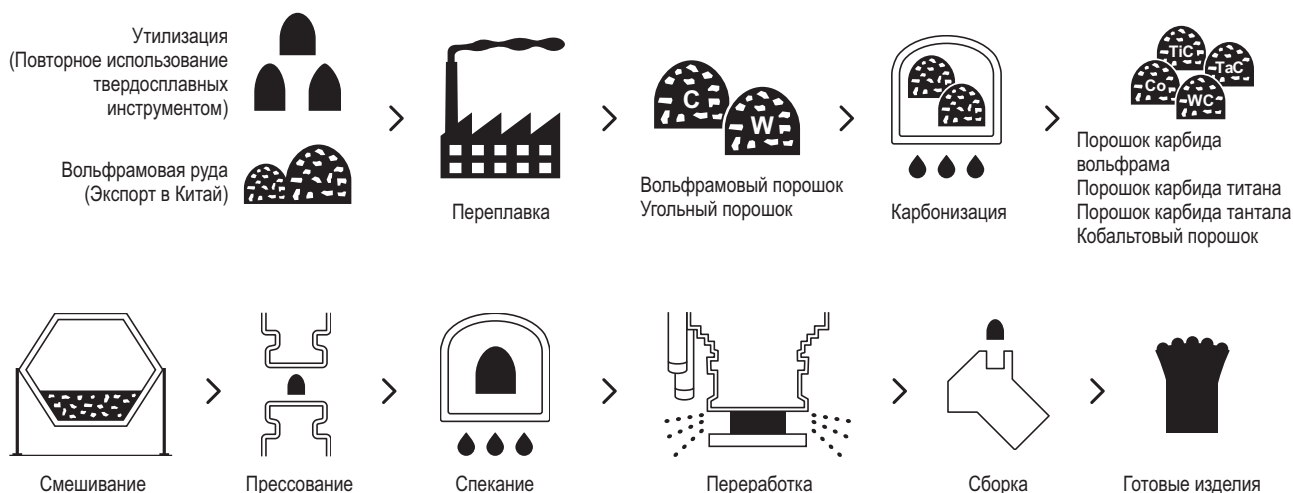 Утилизация
(Повторное использование
твердосплавных
инструментом)
Вольфрамовая руда
(Экспорт в Китай)
Переплавка
C
W
Вольфрамовый порошок
Угольный порошок
Карбонизация
TiC
TaC
Co
WC
Порошок карбида
вольфрама
Порошок карбида титана
Порошок карбида тантала
Кобальтовый порошок
Смешивание
Прессование
Спекание
Переработка
Сборка
Готовые изделия